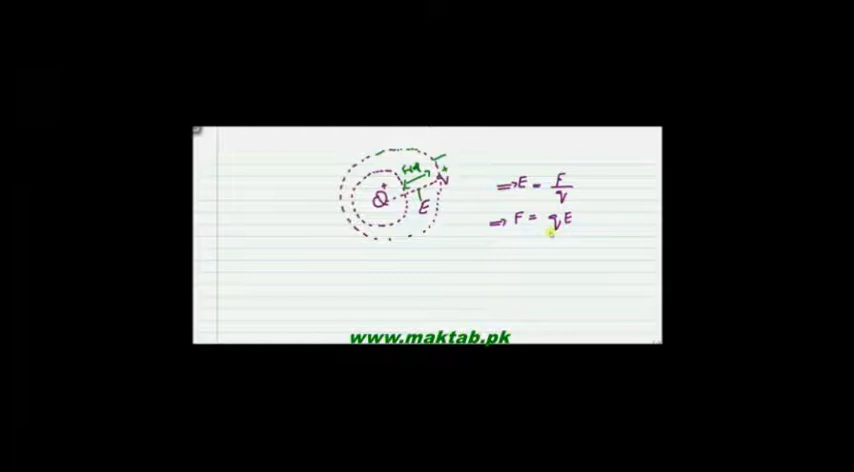 Q+
E
⇒ E = F/q
⇒ F = qE
www.maktab.pk